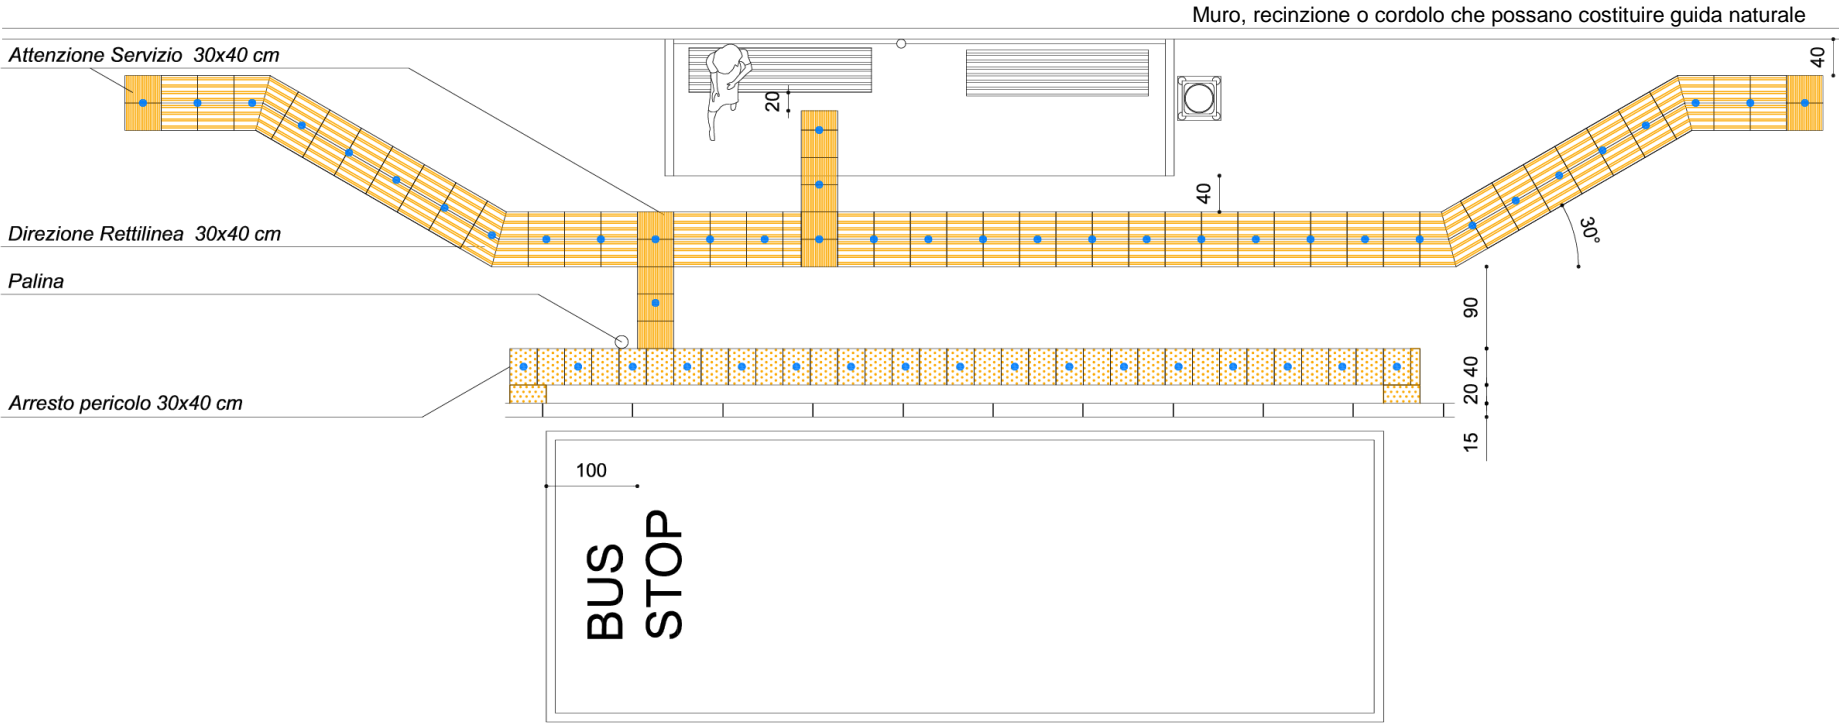 Muro, recinzione o cordolo che possano costituire guida naturale
Attenzione Servizio 30x40 cm
40
20
40
Direzione Rettilinea 30x40 cm
30°
Palina
90
40
Arresto pericolo 30x40 cm
20
15
100
BUS
STOP